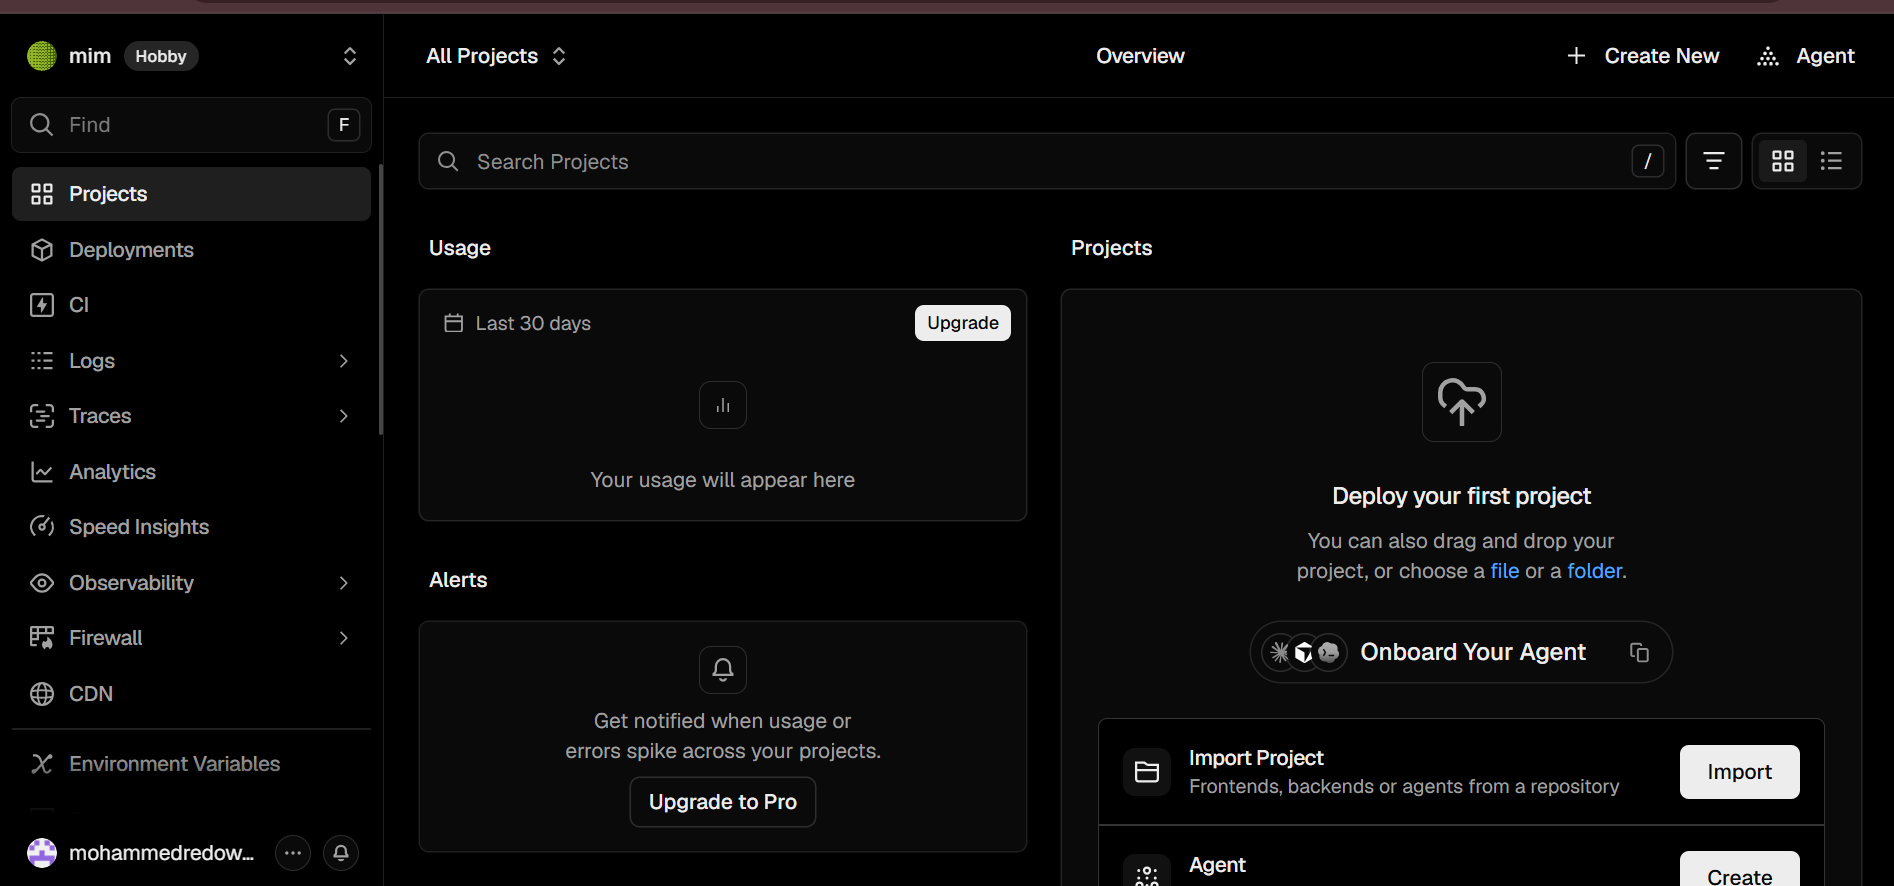 mim Hobby
Find F
Projects
Deployments
CI
Logs
Traces
Analytics
Speed Insights
Observability
Firewall
CDN
Environment Variables
mohammedredow...
All Projects
Overview
Create New
Agent
Search Projects /
Usage
Last 30 days
Upgrade
Your usage will appear here
Alerts
Get notified when usage or
errors spike across your projects.
Upgrade to Pro
Projects
Deploy your first project
You can also drag and drop your
project, or choose a file or a folder.
Onboard Your Agent
Import Project
Frontends, backends or agents from a repository
Import
Agent
Create